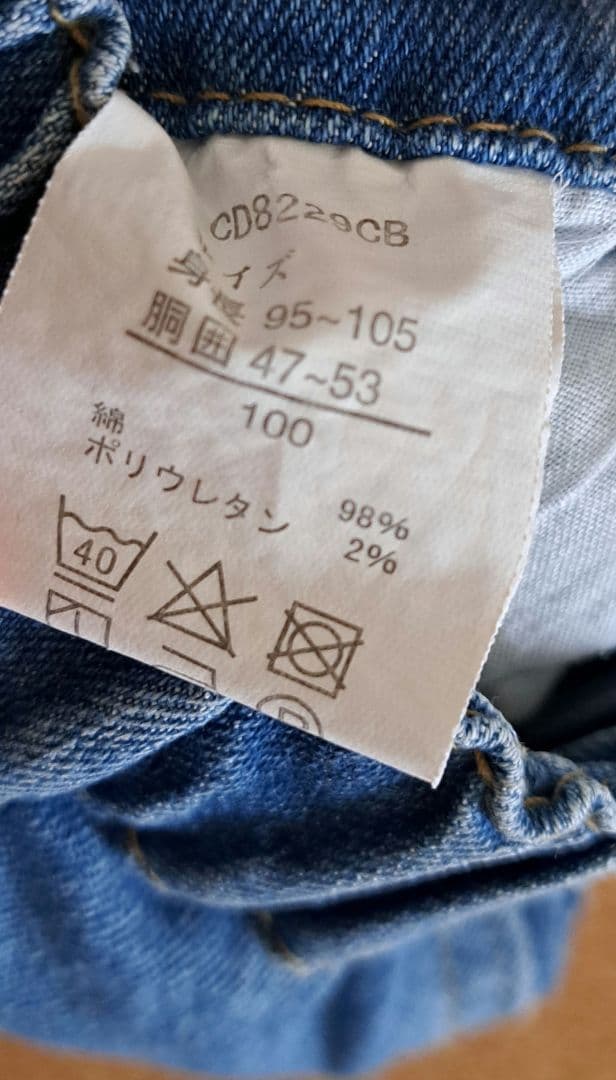 CD8229CB
サイズ
身長 95~105
胴囲 47~53
100
綿 98%
ポリウレタン 2%
40
P